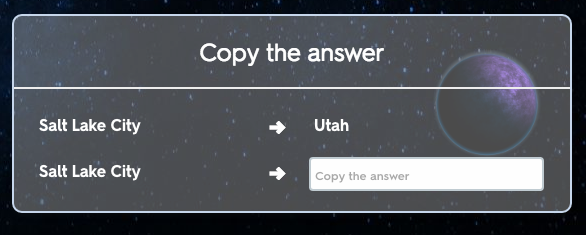 Copy the answer
Salt Lake City ➜ Utah
Salt Lake City ➜ Copy the answer